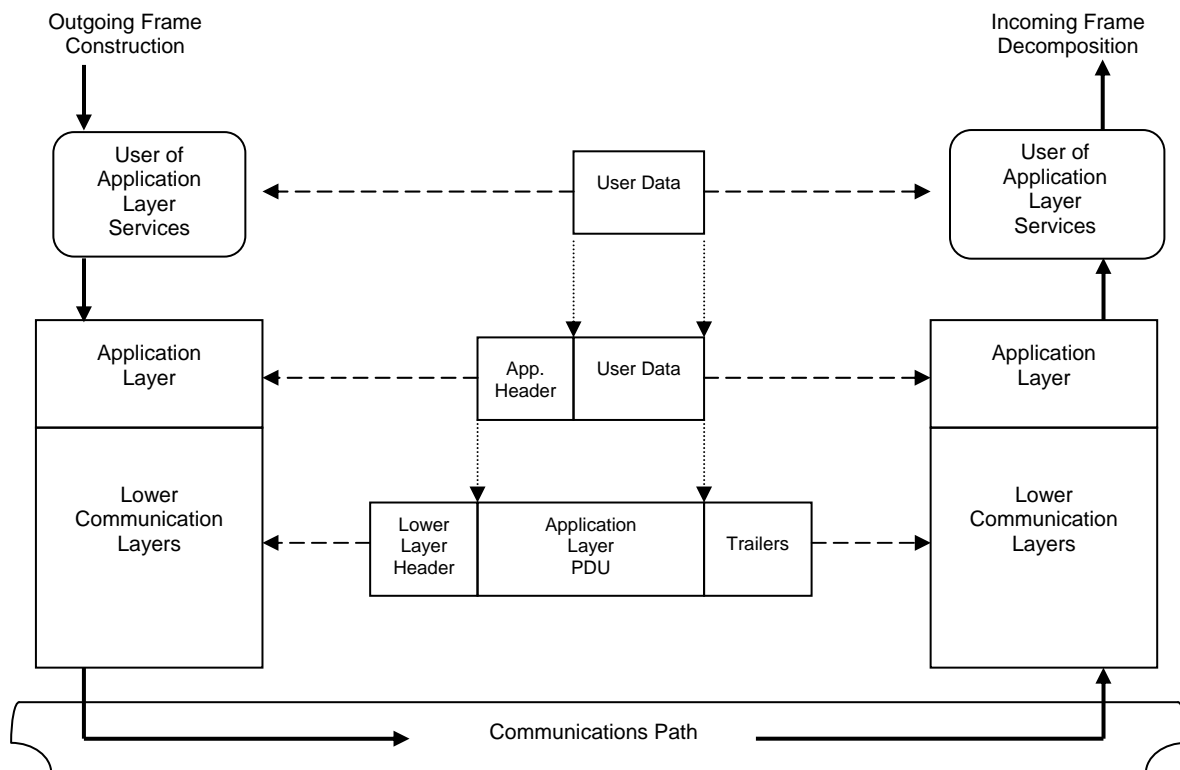 Outgoing Frame
Construction
Incoming Frame
Decomposition
User of
Application
Layer
Services
User Data
User of
Application
Layer
Services
Application
Layer
App.
Header
User Data
Application
Layer
Lower
Communication
Layers
Lower
Layer
Header
Application
Layer
PDU
Trailers
Lower
Communication
Layers
Communications Path